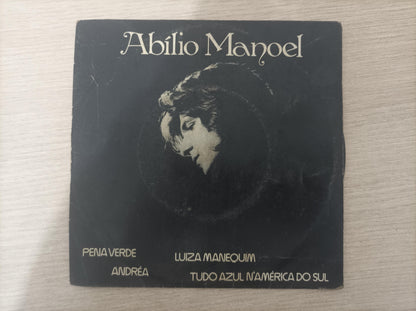 Abílio Manoel
PENA VERDE
LUIZA MANEQUIM
ANDRÉA
TUDO AZUL N'AMÉRICA DO SUL